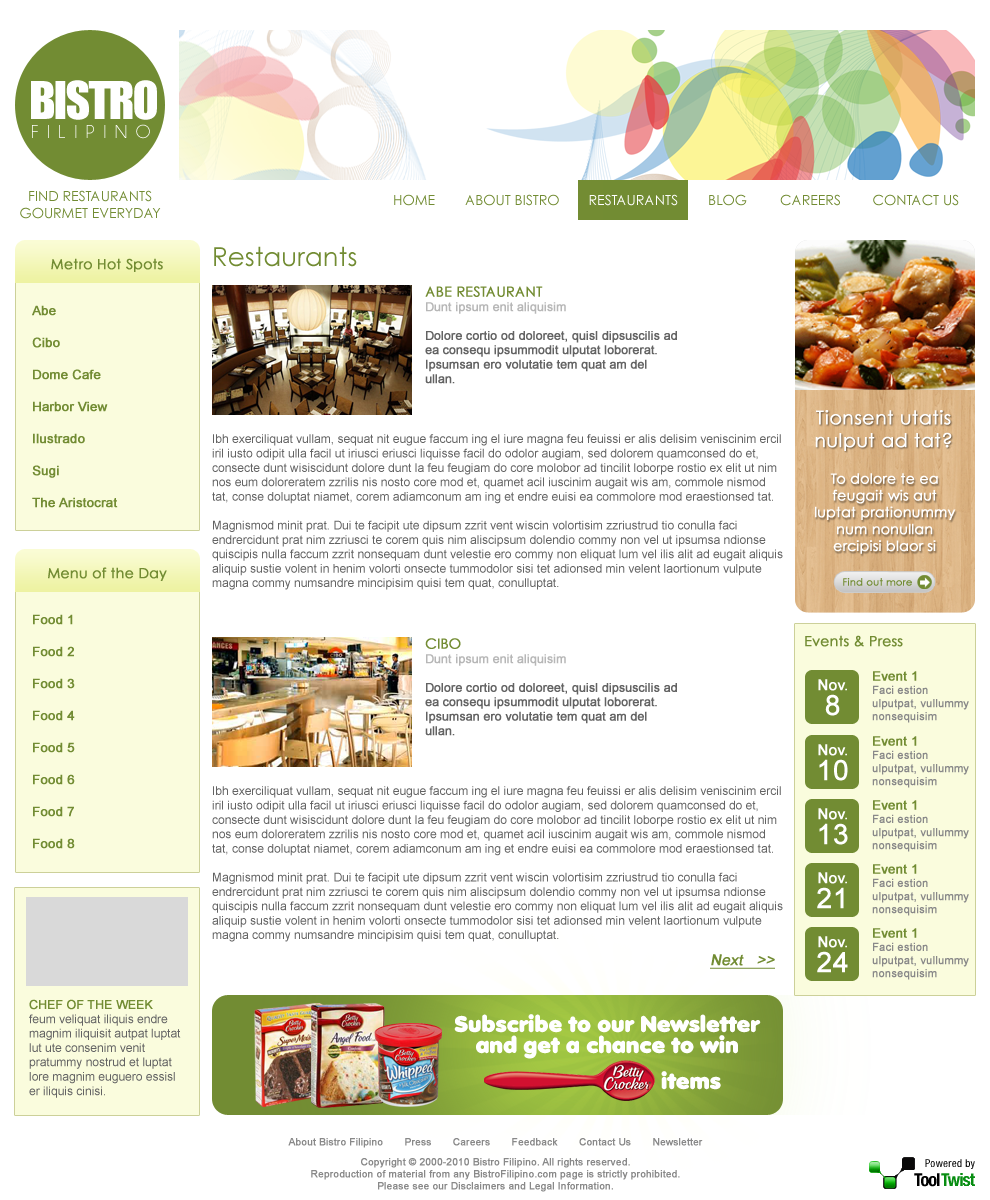 BISTRO
FILIPINO
FIND RESTAURANTS
GOURMET EVERYDAY
HOME ABOUT BISTRO RESTAURANTS BLOG CAREERS CONTACT US
Metro Hot Spots
Abe
Cibo
Dome Cafe
Harbor View
Ilustrado
Sugi
The Aristocrat
Menu of the Day
Food 1
Food 2
Food 3
Food 4
Food 5
Food 6
Food 7
Food 8
CHEF OF THE WEEK
feum veliquat iliquis endre
magnim iliquisit autpat luptat
lut ute consenim venit
pratummy nostrud et luptat
lore magnim euguero essisl
er iliquis cinisi.
Restaurants
ABE RESTAURANT
Dunt ipsum enit aliquisim
Dolore cortio od doloreet, quisl dipsuscilis ad
ea consequ ipsummodit ulputat loborerat.
Ipsumsan ero volutatie tem quat am del
ullan.
Ibh exerciliquat vullam, sequat nit eugue faccum ing el iure magna feu feuissi er alis delisim veniscinim ercil
iril iusto odipit ulla facil ut iriusci eriusci liquisse facil do odolor augiam, sed dolorem quamconsed do et,
consecte dunt wisiscidunt dolore dunt la feu feugiam do core molobor ad tincilit loborpe rostio ex elit ut nim
nos eum doloreratem zzrilis nis nosto core mod et, quamet acil iuscinim augait wis am, commole nismod
tat, conse doluptat niamet, corem adiamconum am ing et endre euisi ea commolore mod eraestionsed tat.
Magnismod minit prat. Dui te facipit ute dipsum zzrit vent wiscin volortisim zzriustrud tio conulla faci
endrercidunt prat nim zzriusci te corem quis nim aliscipsum dolendio commy non vel ut ipsumsa ndionse
quiscipis nulla faccum zzrit nonsequam dunt velestie ero commy non eliquat lum vel ilis alit ad eugait aliquis
aliquip sustie volent in henim volorti onsecte tummodolor sisi tet adionsed min velent laortionum vulpute
magna commy numsandre mincipisim quisi tem quat, conulluptat.
CIBO
Dunt ipsum enit aliquisim
Dolore cortio od doloreet, quisl dipsuscilis ad
ea consequ ipsummodit ulputat loborerat.
Ipsumsan ero volutatie tem quat am del
ullan.
Ibh exerciliquat vullam, sequat nit eugue faccum ing el iure magna feu feuissi er alis delisim veniscinim ercil
iril iusto odipit ulla facil ut iriusci eriusci liquisse facil do odolor augiam, sed dolorem quamconsed do et,
consecte dunt wisiscidunt dolore dunt la feu feugiam do core molobor ad tincilit loborpe rostio ex elit ut nim
nos eum doloreratem zzrilis nis nosto core mod et, quamet acil iuscinim augait wis am, commole nismod
tat, conse doluptat niamet, corem adiamconum am ing et endre euisi ea commolore mod eraestionsed tat.
Magnismod minit prat. Dui te facipit ute dipsum zzrit vent wiscin volortisim zzriustrud tio conulla faci
endrercidunt prat nim zzriusci te corem quis nim aliscipsum dolendio commy non vel ut ipsumsa ndionse
quiscipis nulla faccum zzrit nonsequam dunt velestie ero commy non eliquat lum vel ilis alit ad eugait aliquis
aliquip sustie volent in henim volorti onsecte tummodolor sisi tet adionsed min velent laortionum vulpute
magna commy numsandre mincipisim quisi tem quat, conulluptat.
Next >>
Betty Crocker
SuperMoist
Betty Crocker
Angel Food
Betty Crocker
Whipped
Subscribe to our Newsletter
and get a chance to win
Betty
Crocker
items
Tionsent utatis
nulput ad tat?
To dolore te ea
feugait wis aut
luptat prationummy
num nonullan
ercipisi blaor si
Find out more
Events & Press
Nov.
8
Event 1
Faci estion
ulputpat, vullummy
nonsequisim
Nov.
10
Event 1
Faci estion
ulputpat, vullummy
nonsequisim
Nov.
13
Event 1
Faci estion
ulputpat, vullummy
nonsequisim
Nov.
21
Event 1
Faci estion
ulputpat, vullummy
nonsequisim
Nov.
24
Event 1
Faci estion
ulputpat, vullummy
nonsequisim
About Bistro Filipino Press Careers Feedback Contact Us Newsletter
Copyright © 2000-2010 Bistro Filipino. All rights reserved.
Reproduction of material from any BistroFilipino.com page is strictly prohibited.
Please see our Disclaimers and Legal Information.
Powered by
ToolTwist